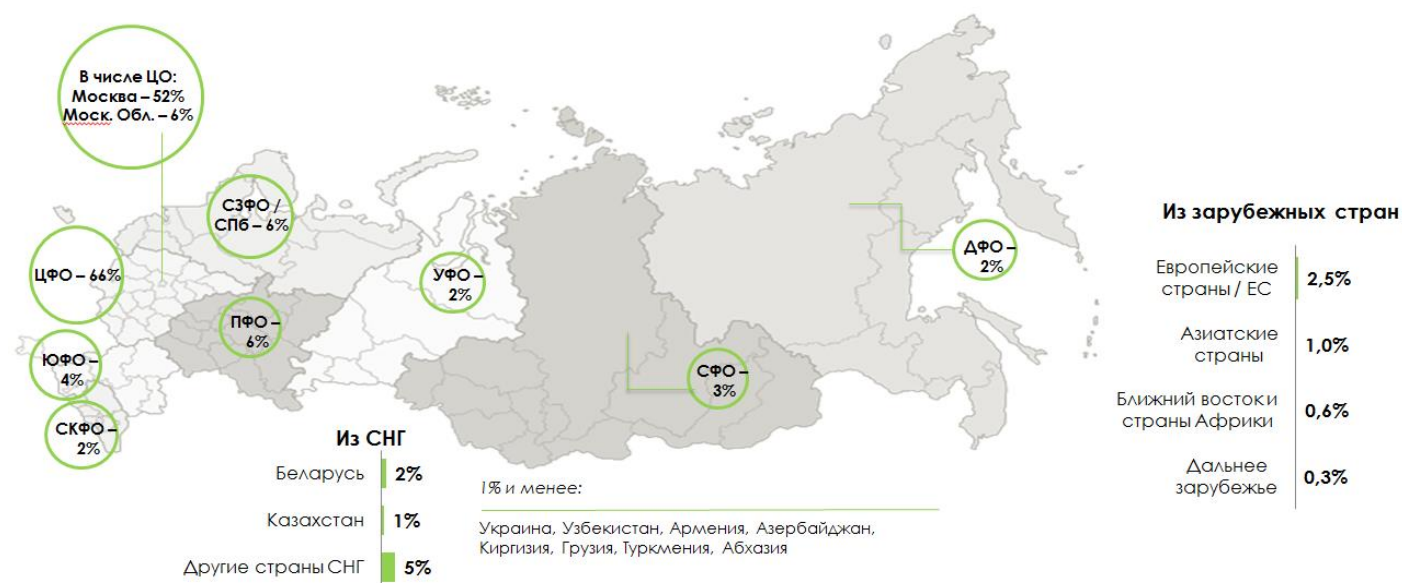 В числе ЦО:
Москва – 52%
Моск. Обл. – 6%
СЗФО /
СПб – 6%
ЦФО – 66%
УФО –
2%
ДФО –
2%
ПФО –
6%
ЮФО –
4%
СФО –
3%
СКФО –
2%
Из СНГ
Беларусь 2%
Казахстан 1%
Другие страны СНГ 5%
1% и менее:
Украина, Узбекистан, Армения, Азербайджан,
Киргизия, Грузия, Туркмения, Абхазия
Из зарубежных стран
Европейские
страны / ЕС 2,5%
Азиатские
страны 1,0%
Ближний восток и
страны Африки 0,6%
Дальнее
зарубежье 0,3%